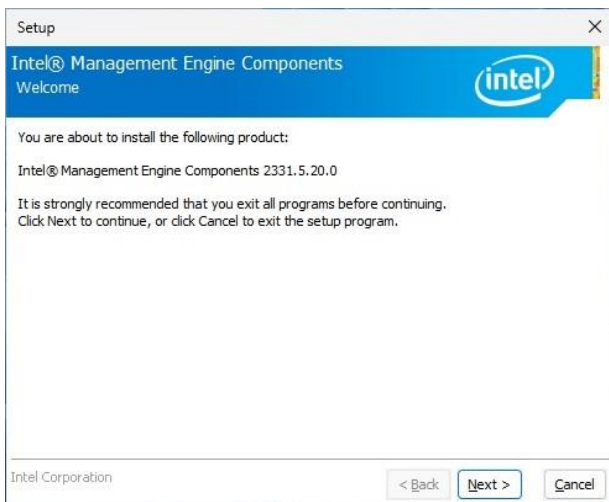 Setup
Intel® Management Engine Components
Welcome
intel
You are about to install the following product:
Intel® Management Engine Components 2331.5.20.0
It is strongly recommended that you exit all programs before continuing.
Click Next to continue, or click Cancel to exit the setup program.
Intel Corporation
< Back Next > Cancel